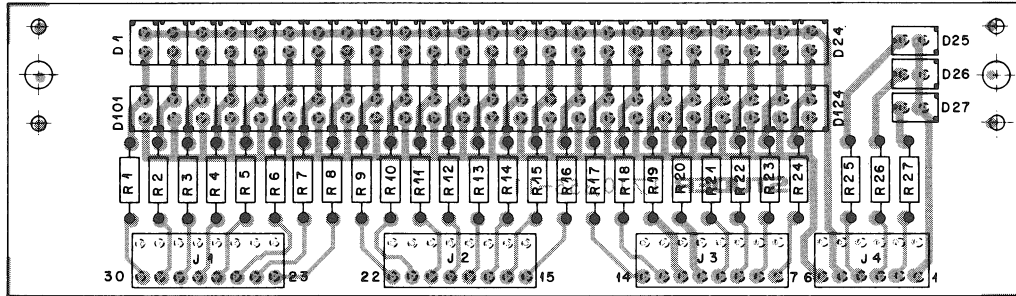 D1 D24 D25
D26
D101 D124 D27
R1 R2 R3 R4 R5 R6 R7 R8 R9 R10 R11 R12 R13 R14 R15 R16 R17 R18 R19 R20 R21 R22 R23 R24 R25 R26 R27
J1 J2 J3 J4
30 23 22 15 14 7 6 1